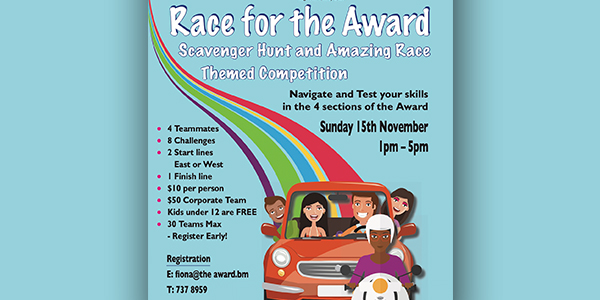 Race for the Award
Scavenger Hunt and Amazing Race
Themed Competition
Navigate and Test your skills
in the 4 sections of the Award
Sunday 15th November
1pm – 5pm
• 4 Teammates
• 8 Challenges
• 2 Start lines
East or West
• 1 Finish line
• $10 per person
• $50 Corporate Team
• Kids under 12 are FREE
• 30 Teams Max
- Register Early!
Registration
E: fiona@the award.bm
T: 737 8959